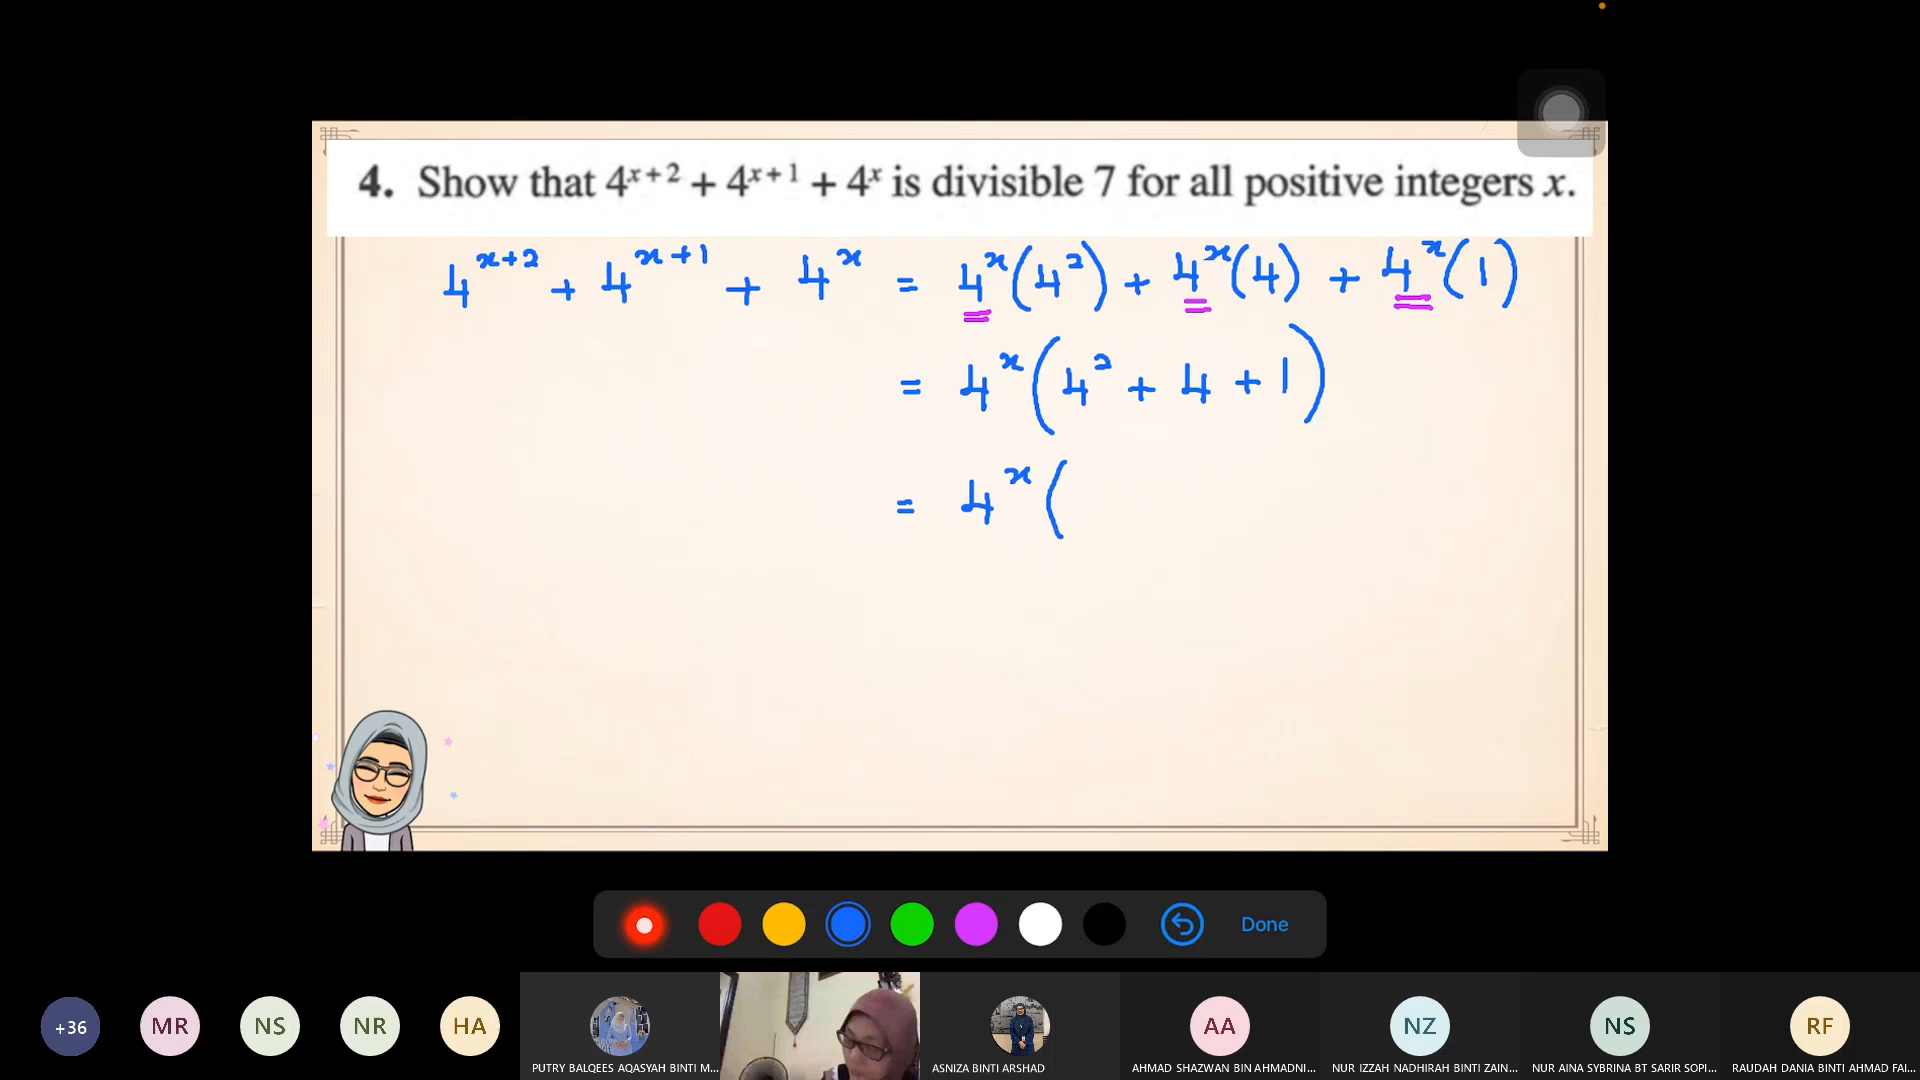 4. Show that 4^{x+2} + 4^{x+1} + 4^x is divisible 7 for all positive integers x.
4^{x+2} + 4^{x+1} + 4^x = 4^x(4^2) + 4^x(4) + 4^x(1)
= 4^x(4^2 + 4 + 1)
= 4^x(
Done
+36 MR NS NR HA AA NZ NS RF
PUTRY BALQEES AQASYAH BINTI M... ASNIZA BINTI ARSHAD AHMAD SHAZWAN BIN AHMADNI... NUR IZZAH NADHIRAH BINTI ZAIN... NUR AINA SYBRINA BT SARIR SOPI... RAUDAH DANIA BINTI AHMAD FAI...